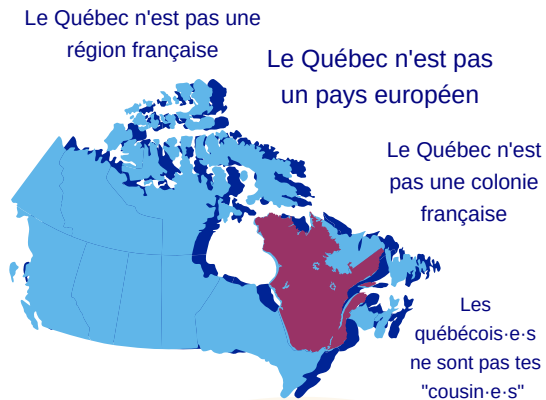 Le Québec n'est pas une
région française
Le Québec n'est pas
un pays européen
Le Québec n'est
pas une colonie
française
Les
québécois·e·s
ne sont pas tes
"cousin·e·s"